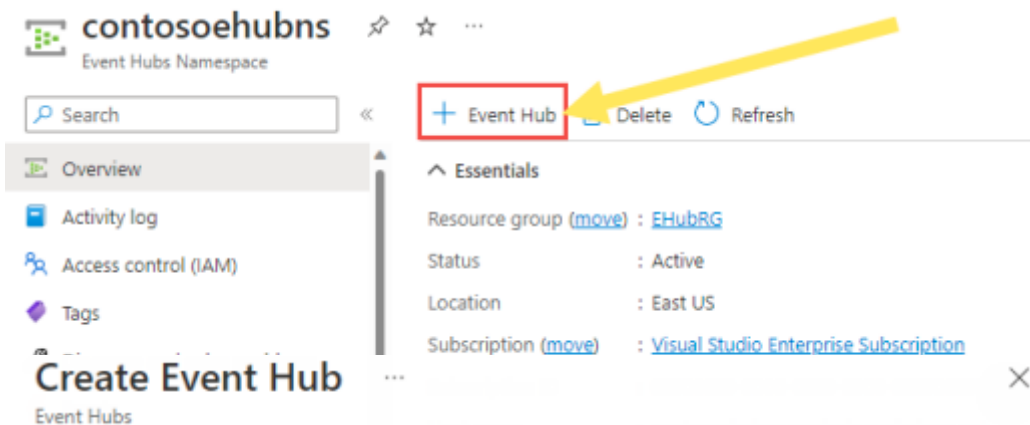 contosoehubns ...
Event Hubs Namespace
Search «
+ Event Hub Delete Refresh
Overview
Essentials
Activity log
Resource group (move) : EHubRG
Access control (IAM)
Status : Active
Tags
Location : East US
Subscription (move) : Visual Studio Enterprise Subscription
Create Event Hub ...
Event Hubs